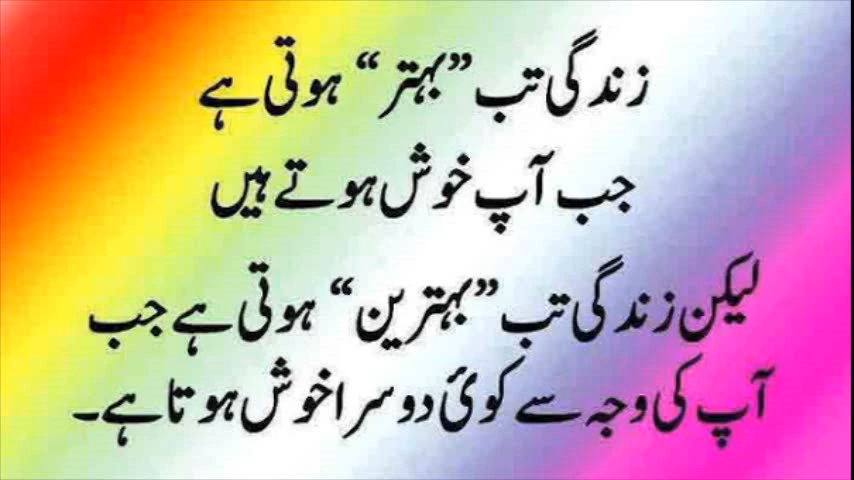 زندگی تب ”بہتر“ ہوتی ہے
جب آپ خوش ہوتے ہیں
لیکن زندگی تب ”بہترین“ ہوتی ہے جب
آپ کی وجہ سے کوئ دوسرا خوش ہوتا ہے۔